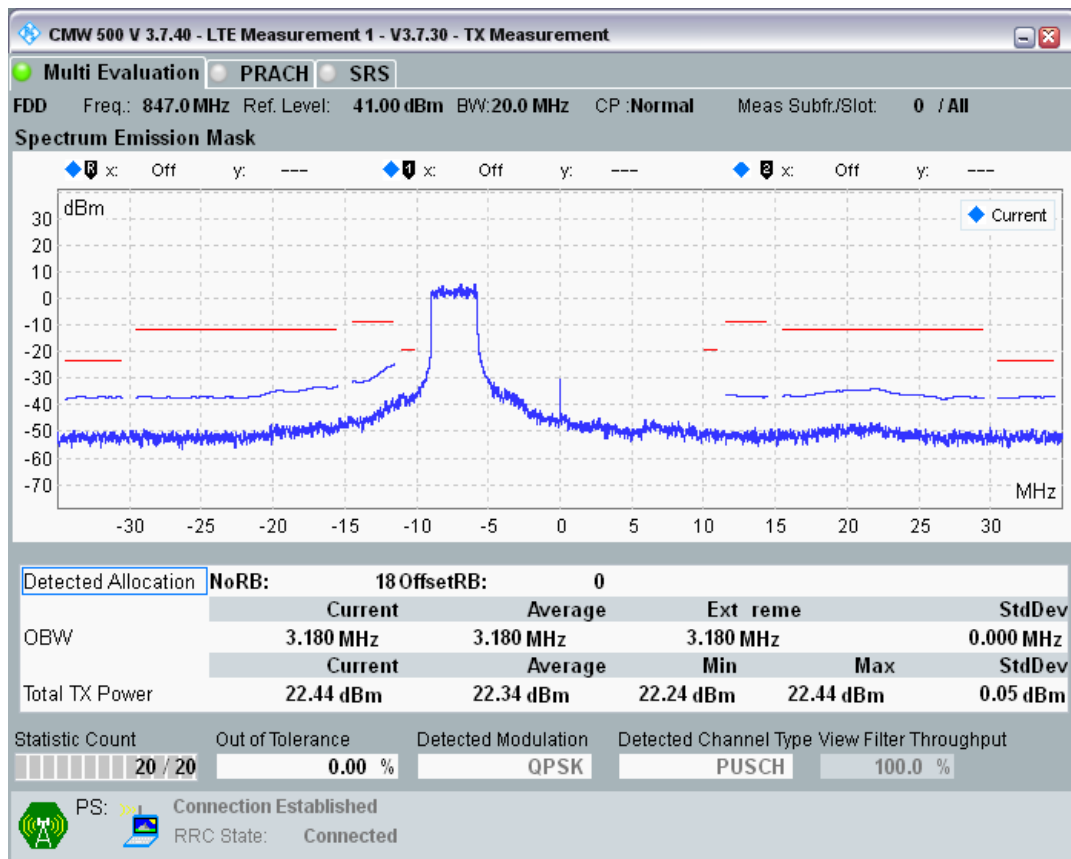 CMW 500 V 3.7.40 - LTE Measurement 1 - V3.7.30 - TX Measurement
Multi Evaluation PRACH SRS
FDD Freq.: 847.0 MHz Ref. Level: 41.00 dBm BW:20.0 MHz CP :Normal Meas Subfr./Slot: 0 / All
Spectrum Emission Mask
R x: Off y: --- 1 x: Off y: --- 2 x: Off y: ---
dBm
Current
30
20
10
0
-10
-20
-30
-40
-50
-60
-70
MHz
-30 -25 -20 -15 -10 -5 0 5 10 15 20 25 30
Detected Allocation NoRB: 18 OffsetRB: 0
Current Average Ext reme StdDev
OBW 3.180 MHz 3.180 MHz 3.180 MHz 0.000 MHz
Current Average Min Max StdDev
Total TX Power 22.44 dBm 22.34 dBm 22.24 dBm 22.44 dBm 0.05 dBm
Statistic Count Out of Tolerance Detected Modulation Detected Channel Type View Filter Throughput
20 / 20 0.00 % QPSK PUSCH 100.0 %
PS: Connection Established
RRC State: Connected